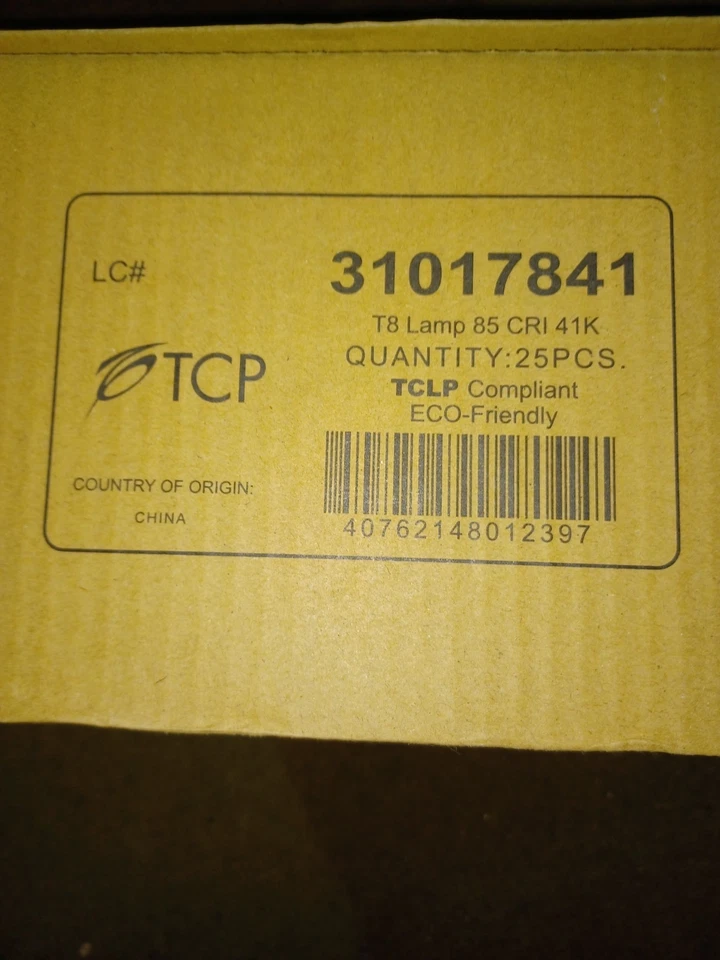 LC#
31017841
T8 Lamp 85 CRI 41K
QUANTITY:25PCS.
TCLP Compliant
ECO-Friendly
TCP
COUNTRY OF ORIGIN:
CHINA
40762148012397